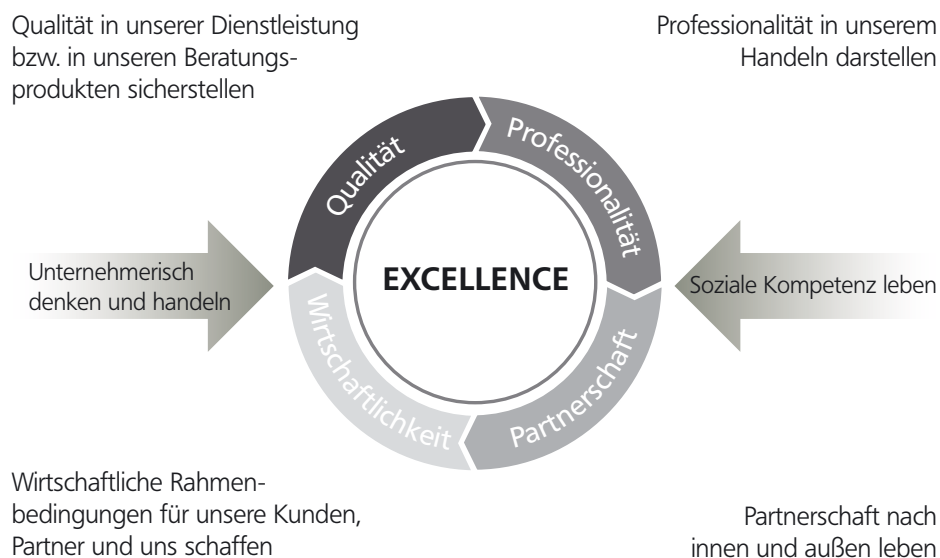 Qualität in unserer Dienstleistung
bzw. in unseren Beratungs-
produkten sicherstellen
Professionalität in unserem
Handeln darstellen
Qualität
Professionalität
Unternehmerisch
denken und handeln
EXCELLENCE
Soziale Kompetenz leben
Wirtschaftlichkeit
Partnerschaft
Wirtschaftliche Rahmen-
bedingungen für unsere Kunden,
Partner und uns schaffen
Partnerschaft nach
innen und außen leben